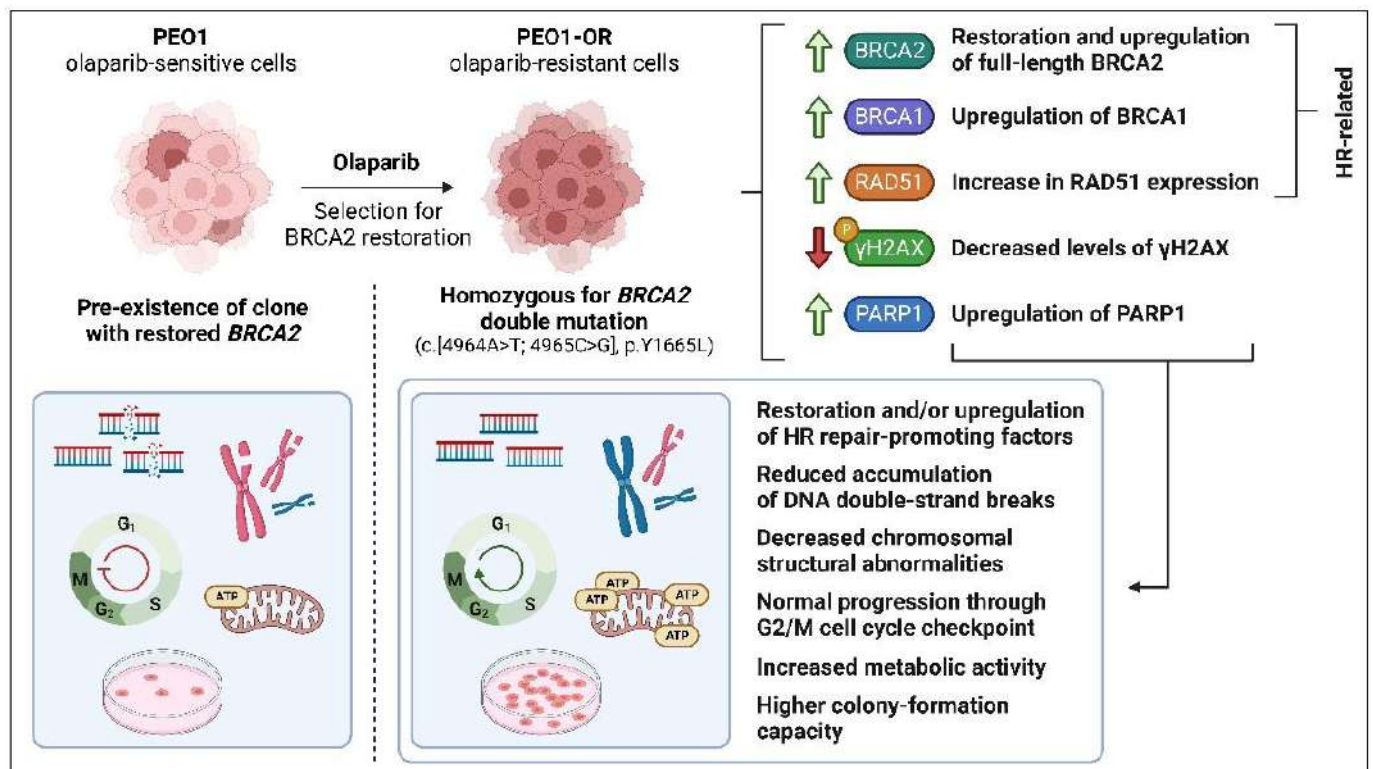 PEO1
olaparib-sensitive cells
PEO1-OR
olaparib-resistant cells
Olaparib
Selection for
BRCA2 restoration
Pre-existence of clone
with restored BRCA2
Homozygous for BRCA2
double mutation
(c.[4964A>T; 4965C>G], p.Y1665L)
BRCA2
Restoration and upregulation
of full-length BRCA2
BRCA1
Upregulation of BRCA1
RAD51
Increase in RAD51 expression
P
γH2AX
Decreased levels of γH2AX
PARP1
Upregulation of PARP1
HR-related
G₁
M
G₂
S
ATP
G₁
M
G₂
S
ATP
ATP
ATP
ATP
Restoration and/or upregulation
of HR repair-promoting factors
Reduced accumulation
of DNA double-strand breaks
Decreased chromosomal
structural abnormalities
Normal progression through
G2/M cell cycle checkpoint
Increased metabolic activity
Higher colony-formation
capacity